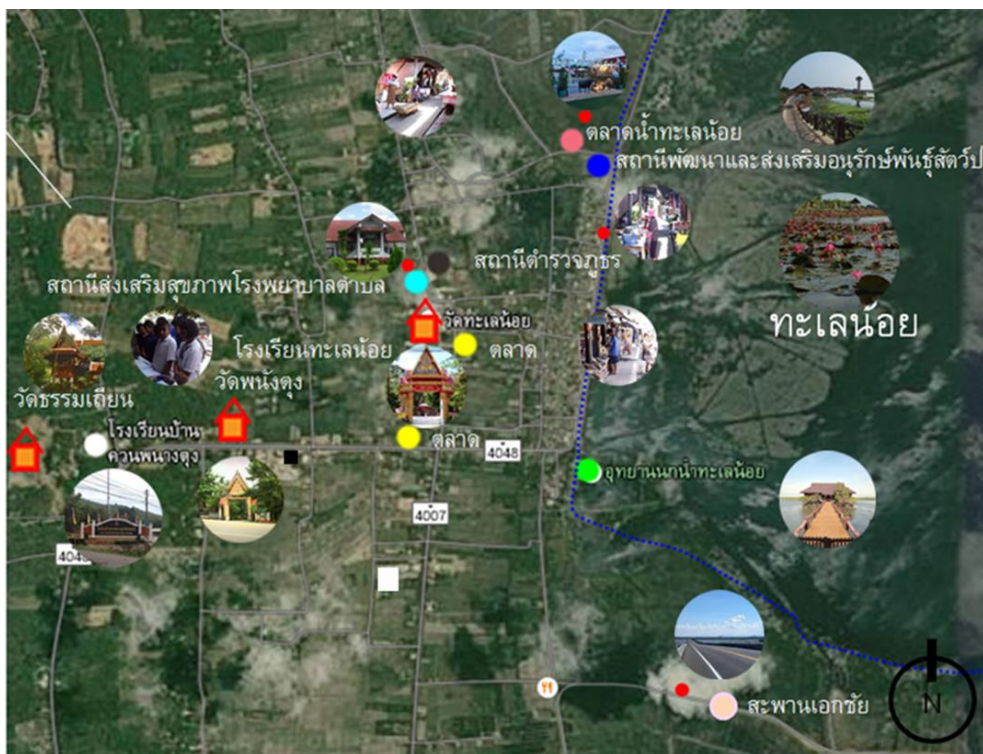 ตลาดน้ำทะเลน้อย
สถานีพัฒนาและส่งเสริมอนุรักษ์พันธุ์สัตว์ป
สถานีตำรวจภูธร
สถานีส่งเสริมสุขภาพโรงพยาบาลตำบล
วัดทะเลน้อย
ทะเลน้อย
โรงเรียนทะเลน้อย
ตลาด
วัดพนังตุง
วัดธรรมเถียน
โรงเรียนบ้าน
ควนพนางตุง
ตลาด
4048
อุทยานนกน้ำทะเลน้อย
4007
404
สะพานเอกชัย
N